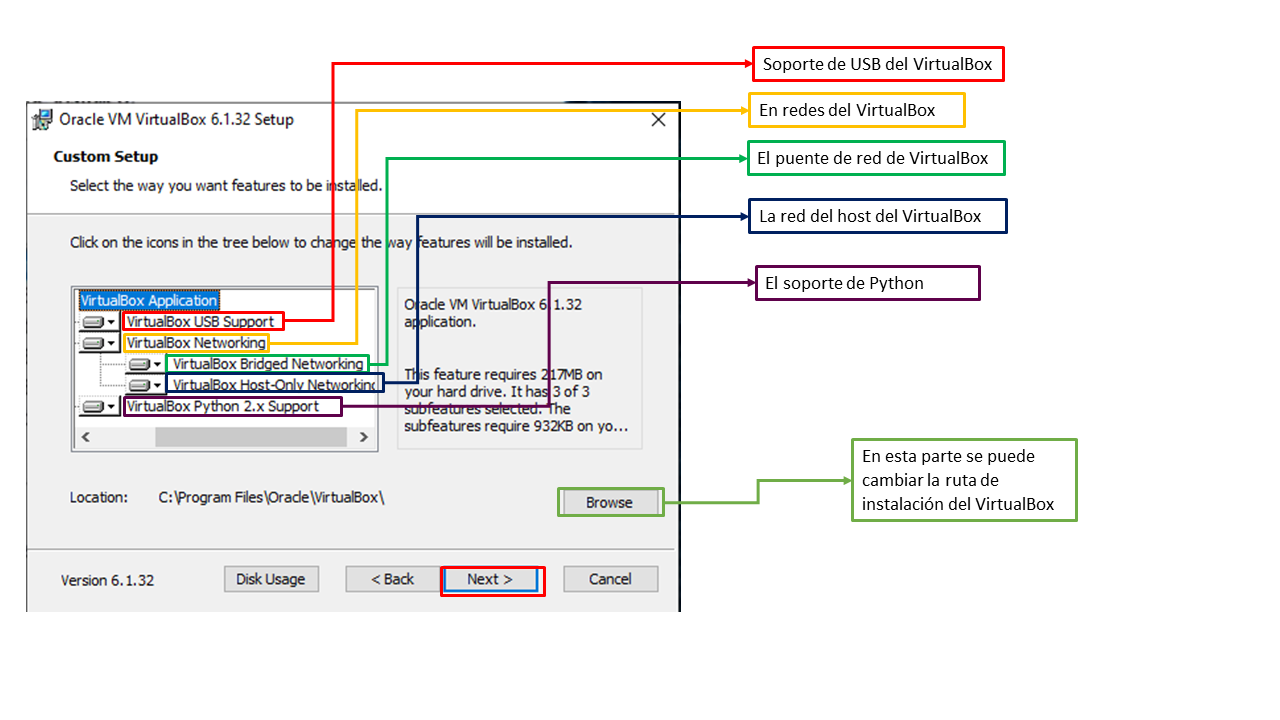 Soporte de USB del VirtualBox
En redes del VirtualBox
El puente de red de VirtualBox
La red del host del VirtualBox
El soporte de Python
Oracle VM VirtualBox 6.1.32 Setup
Custom Setup
Select the way you want features to be installed.
Click on the icons in the tree below to change the way features will be installed.
VirtualBox Application
VirtualBox USB Support
VirtualBox Networking
VirtualBox Bridged Networking
VirtualBox Host-Only Networking
VirtualBox Python 2.x Support
Oracle VM VirtualBox 6.1.32
application.
This feature requires 217MB on
your hard drive. It has 3 of 3
subfeatures selected. The
subfeatures require 932KB on yo...
Location:
C:\Program Files\Oracle\VirtualBox\
Browse
En esta parte se puede
cambiar la ruta de
instalación del VirtualBox
Version 6.1.32
Disk Usage
< Back
Next >
Cancel